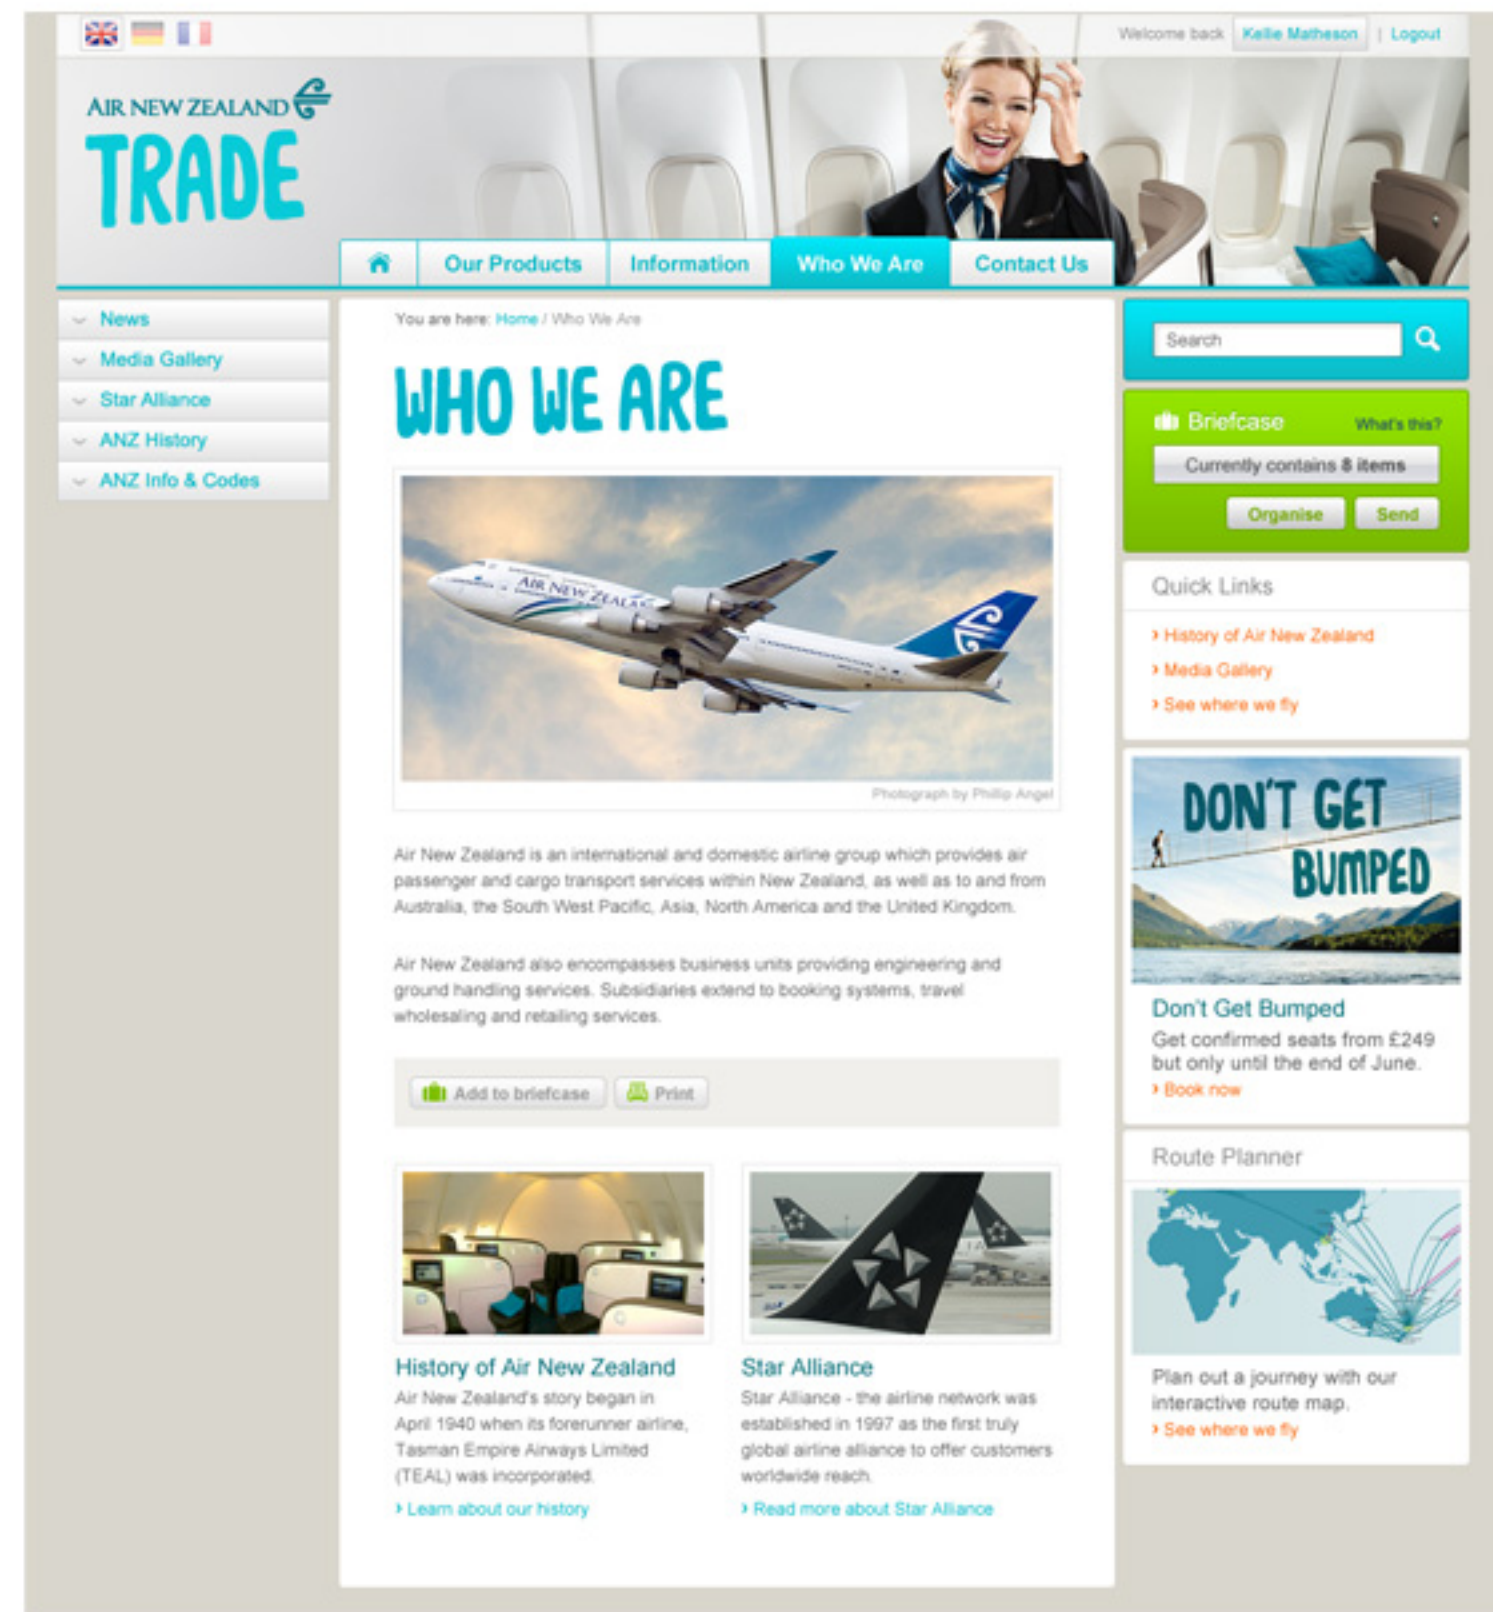 Welcome back Kellie Matheson | Logout
AIR NEW ZEALAND
TRADE
Our Products
Information
Who We Are
Contact Us
News
Media Gallery
Star Alliance
ANZ History
ANZ Info & Codes
You are here: Home / Who We Are
WHO WE ARE
AIR NEW ZEALA
Photograph by Phillip Angel
Air New Zealand is an international and domestic airline group which provides air
passenger and cargo transport services within New Zealand, as well as to and from
Australia, the South West Pacific, Asia, North America and the United Kingdom.
Air New Zealand also encompasses business units providing engineering and
ground handling services. Subsidiaries extend to booking systems, travel
wholesaling and retailing services.
Add to briefcase
Print
History of Air New Zealand
Air New Zealand's story began in
April 1940 when its forerunner airline,
Tasman Empire Airways Limited
(TEAL) was incorporated.
Learn about our history
Star Alliance
Star Alliance - the airline network was
established in 1997 as the first truly
global airline alliance to offer customers
worldwide reach.
Read more about Star Alliance
Search
Briefcase
What's this?
Currently contains 8 items
Organise
Send
Quick Links
History of Air New Zealand
Media Gallery
See where we fly
DON'T GET
BUMPED
Don't Get Bumped
Get confirmed seats from £249
but only until the end of June.
Book now
Route Planner
Plan out a journey with our
interactive route map.
See where we fly